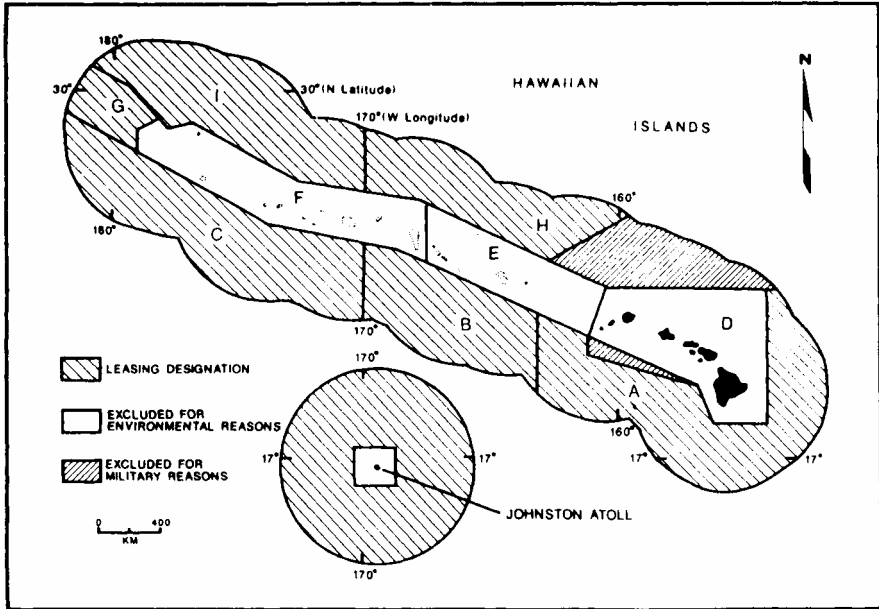 180°
N
HAWAIIAN
30°
I
30° (N Latitude)
G
170° (W Longitude)
ISLANDS
F
160°
H
180°
C
E
D
B
170°
A
LEASING DESIGNATION
170°
160°
EXCLUDED FOR
ENVIRONMENTAL REASONS
17°
17°
17°
17°
EXCLUDED FOR
MILITARY REASONS
JOHNSTON ATOLL
0 400
KM
170°